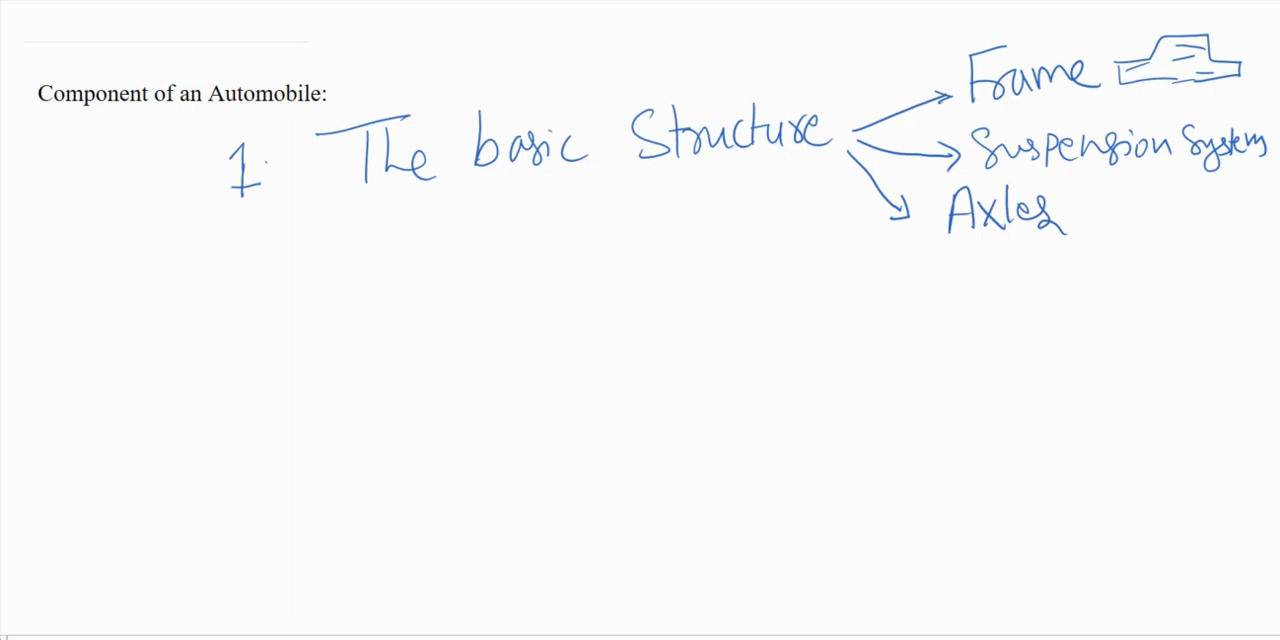 Component of an Automobile:
1. The basic Structure
Frame
Suspension System
Axles